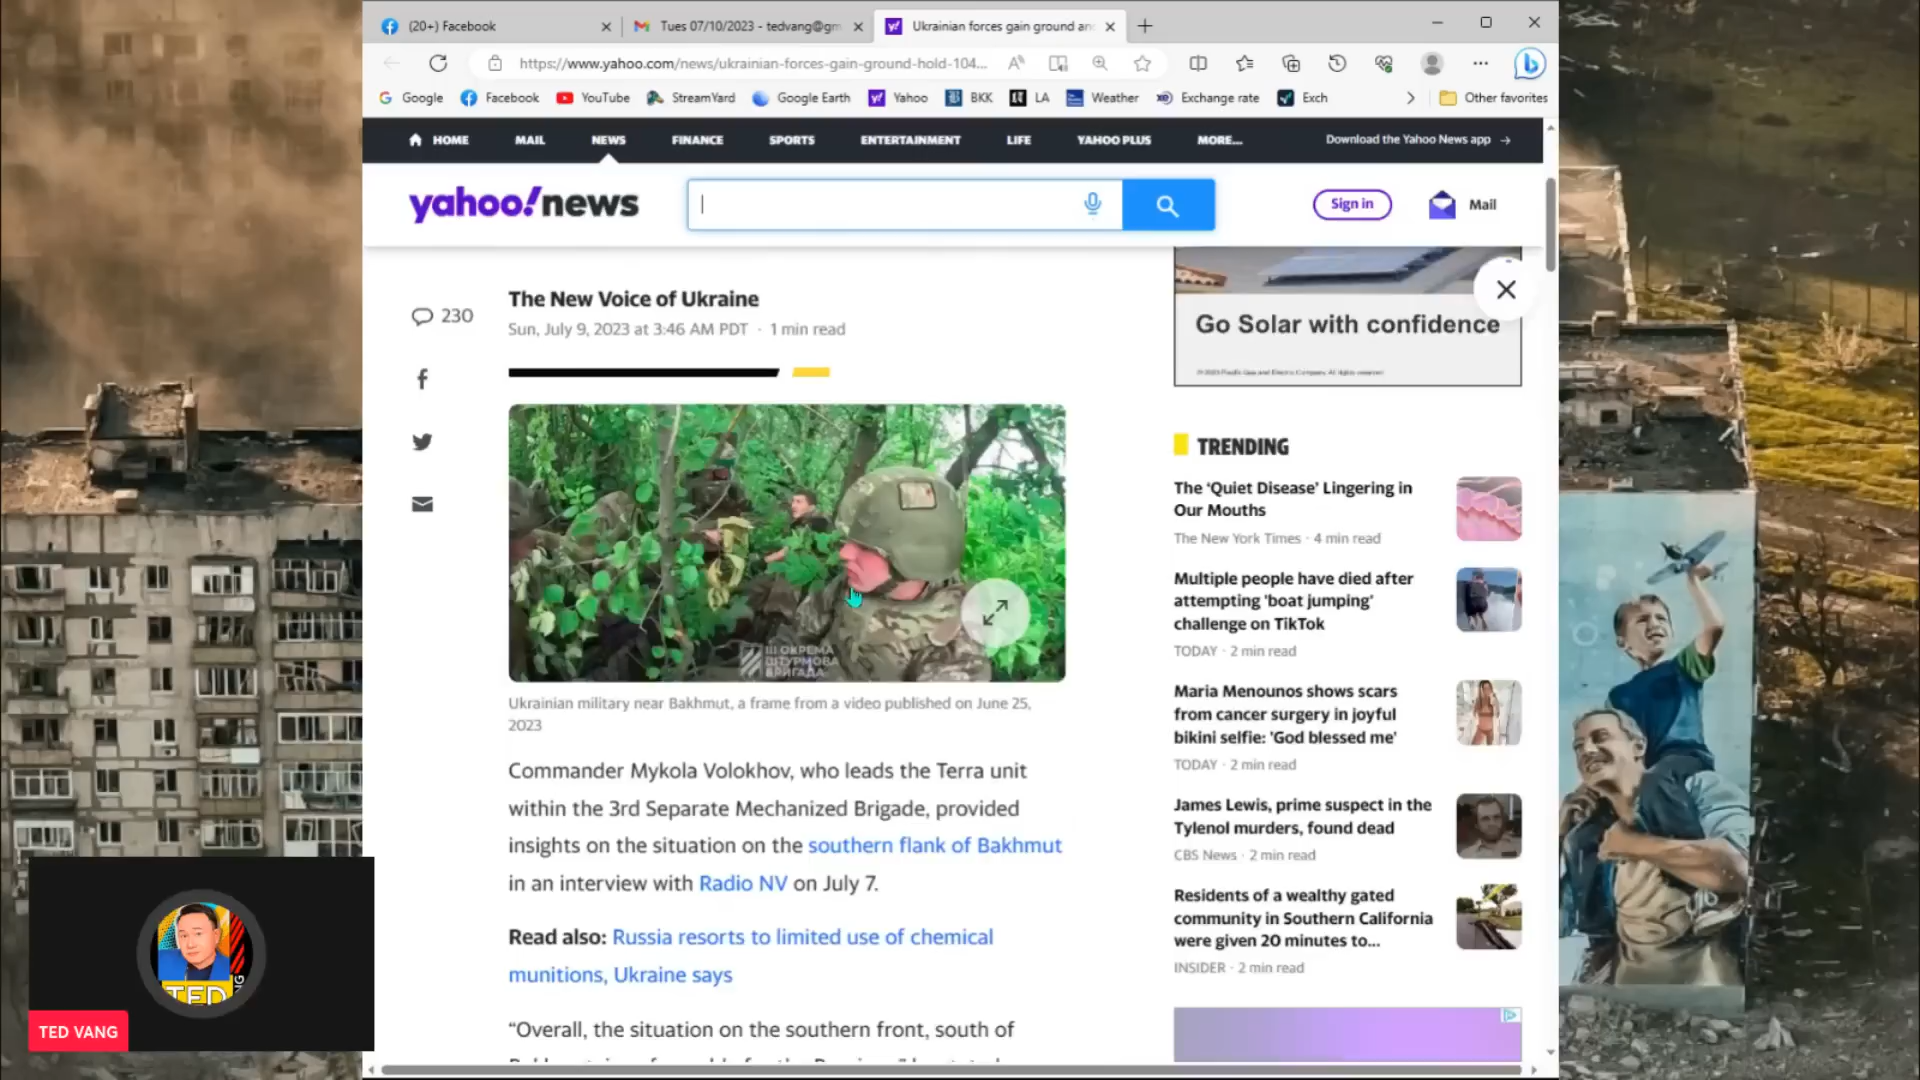 (20+) Facebook
Tues 07/10/2023 - tedvang@gm
Ukrainian forces gain ground an
https://www.yahoo.com/news/ukrainian-forces-gain-ground-hold-104...
Google Facebook YouTube StreamYard Google Earth Yahoo BKK LA Weather Exchange rate Exch Other favorites
HOME MAIL NEWS FINANCE SPORTS ENTERTAINMENT LIFE YAHOO PLUS MORE... Download the Yahoo News app
yahoo!news
Sign in
Mail
The New Voice of Ukraine
Sun, July 9, 2023 at 3:46 AM PDT · 1 min read
230
III ОКРЕМА
ШТУРМОВА
БРИГАДА
Ukrainian military near Bakhmut, a frame from a video published on June 25,
2023
Commander Mykola Volokhov, who leads the Terra unit
within the 3rd Separate Mechanized Brigade, provided
insights on the situation on the southern flank of Bakhmut
in an interview with Radio NV on July 7.
Read also: Russia resorts to limited use of chemical
munitions, Ukraine says
“Overall, the situation on the southern front, south of
Go Solar with confidence
TRENDING
The ‘Quiet Disease’ Lingering in
Our Mouths
The New York Times · 4 min read
Multiple people have died after
attempting 'boat jumping'
challenge on TikTok
TODAY · 2 min read
Maria Menounos shows scars
from cancer surgery in joyful
bikini selfie: 'God blessed me'
TODAY · 2 min read
James Lewis, prime suspect in the
Tylenol murders, found dead
CBS News · 2 min read
Residents of a wealthy gated
community in Southern California
were given 20 minutes to...
INSIDER · 2 min read
TED
TED VANG